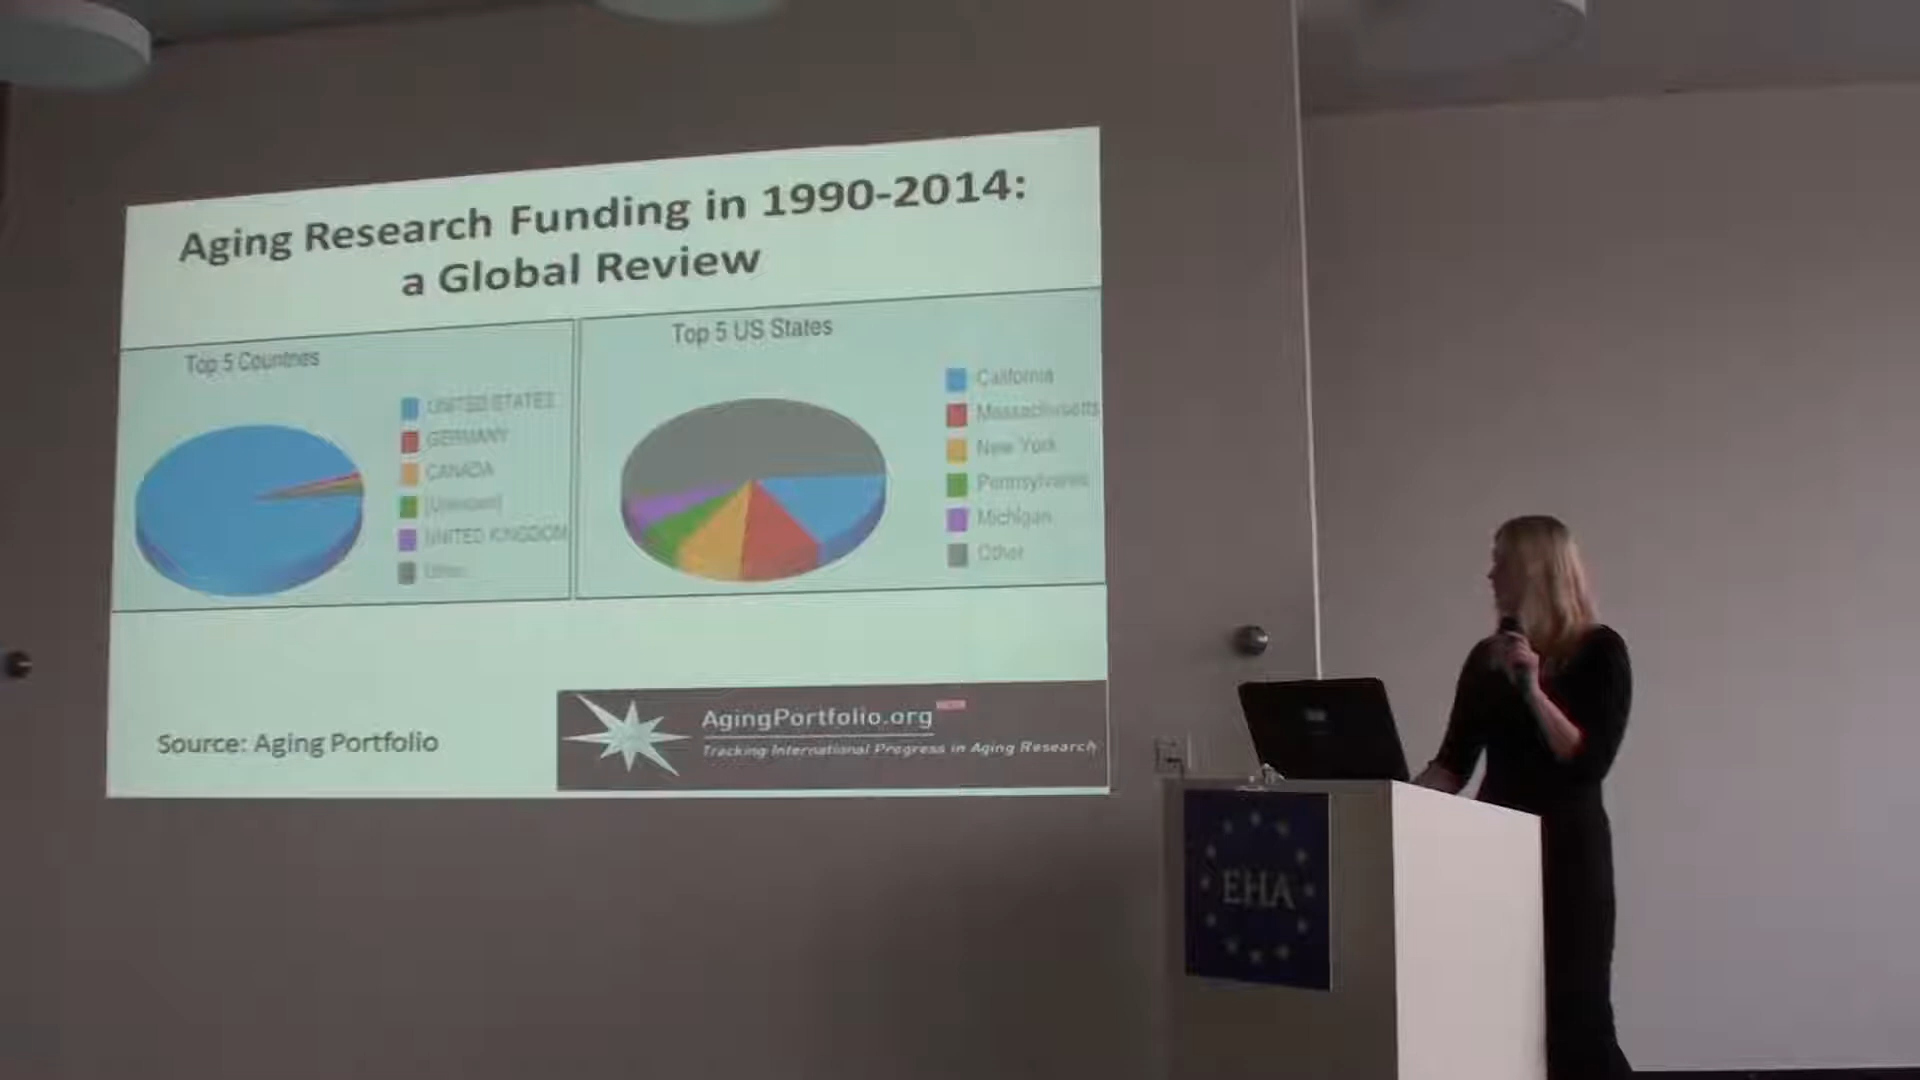 Aging Research Funding in 1990-2014:
a Global Review
Top 5 Countries
UNITED STATES
GERMANY
CANADA
[Unknown]
UNITED KINGDOM
Other
Top 5 US States
California
Massachusetts
New York
Pennsylvania
Michigan
Other
Source: Aging Portfolio
AgingPortfolio.org
Tracking International Progress in Aging Research
EHA